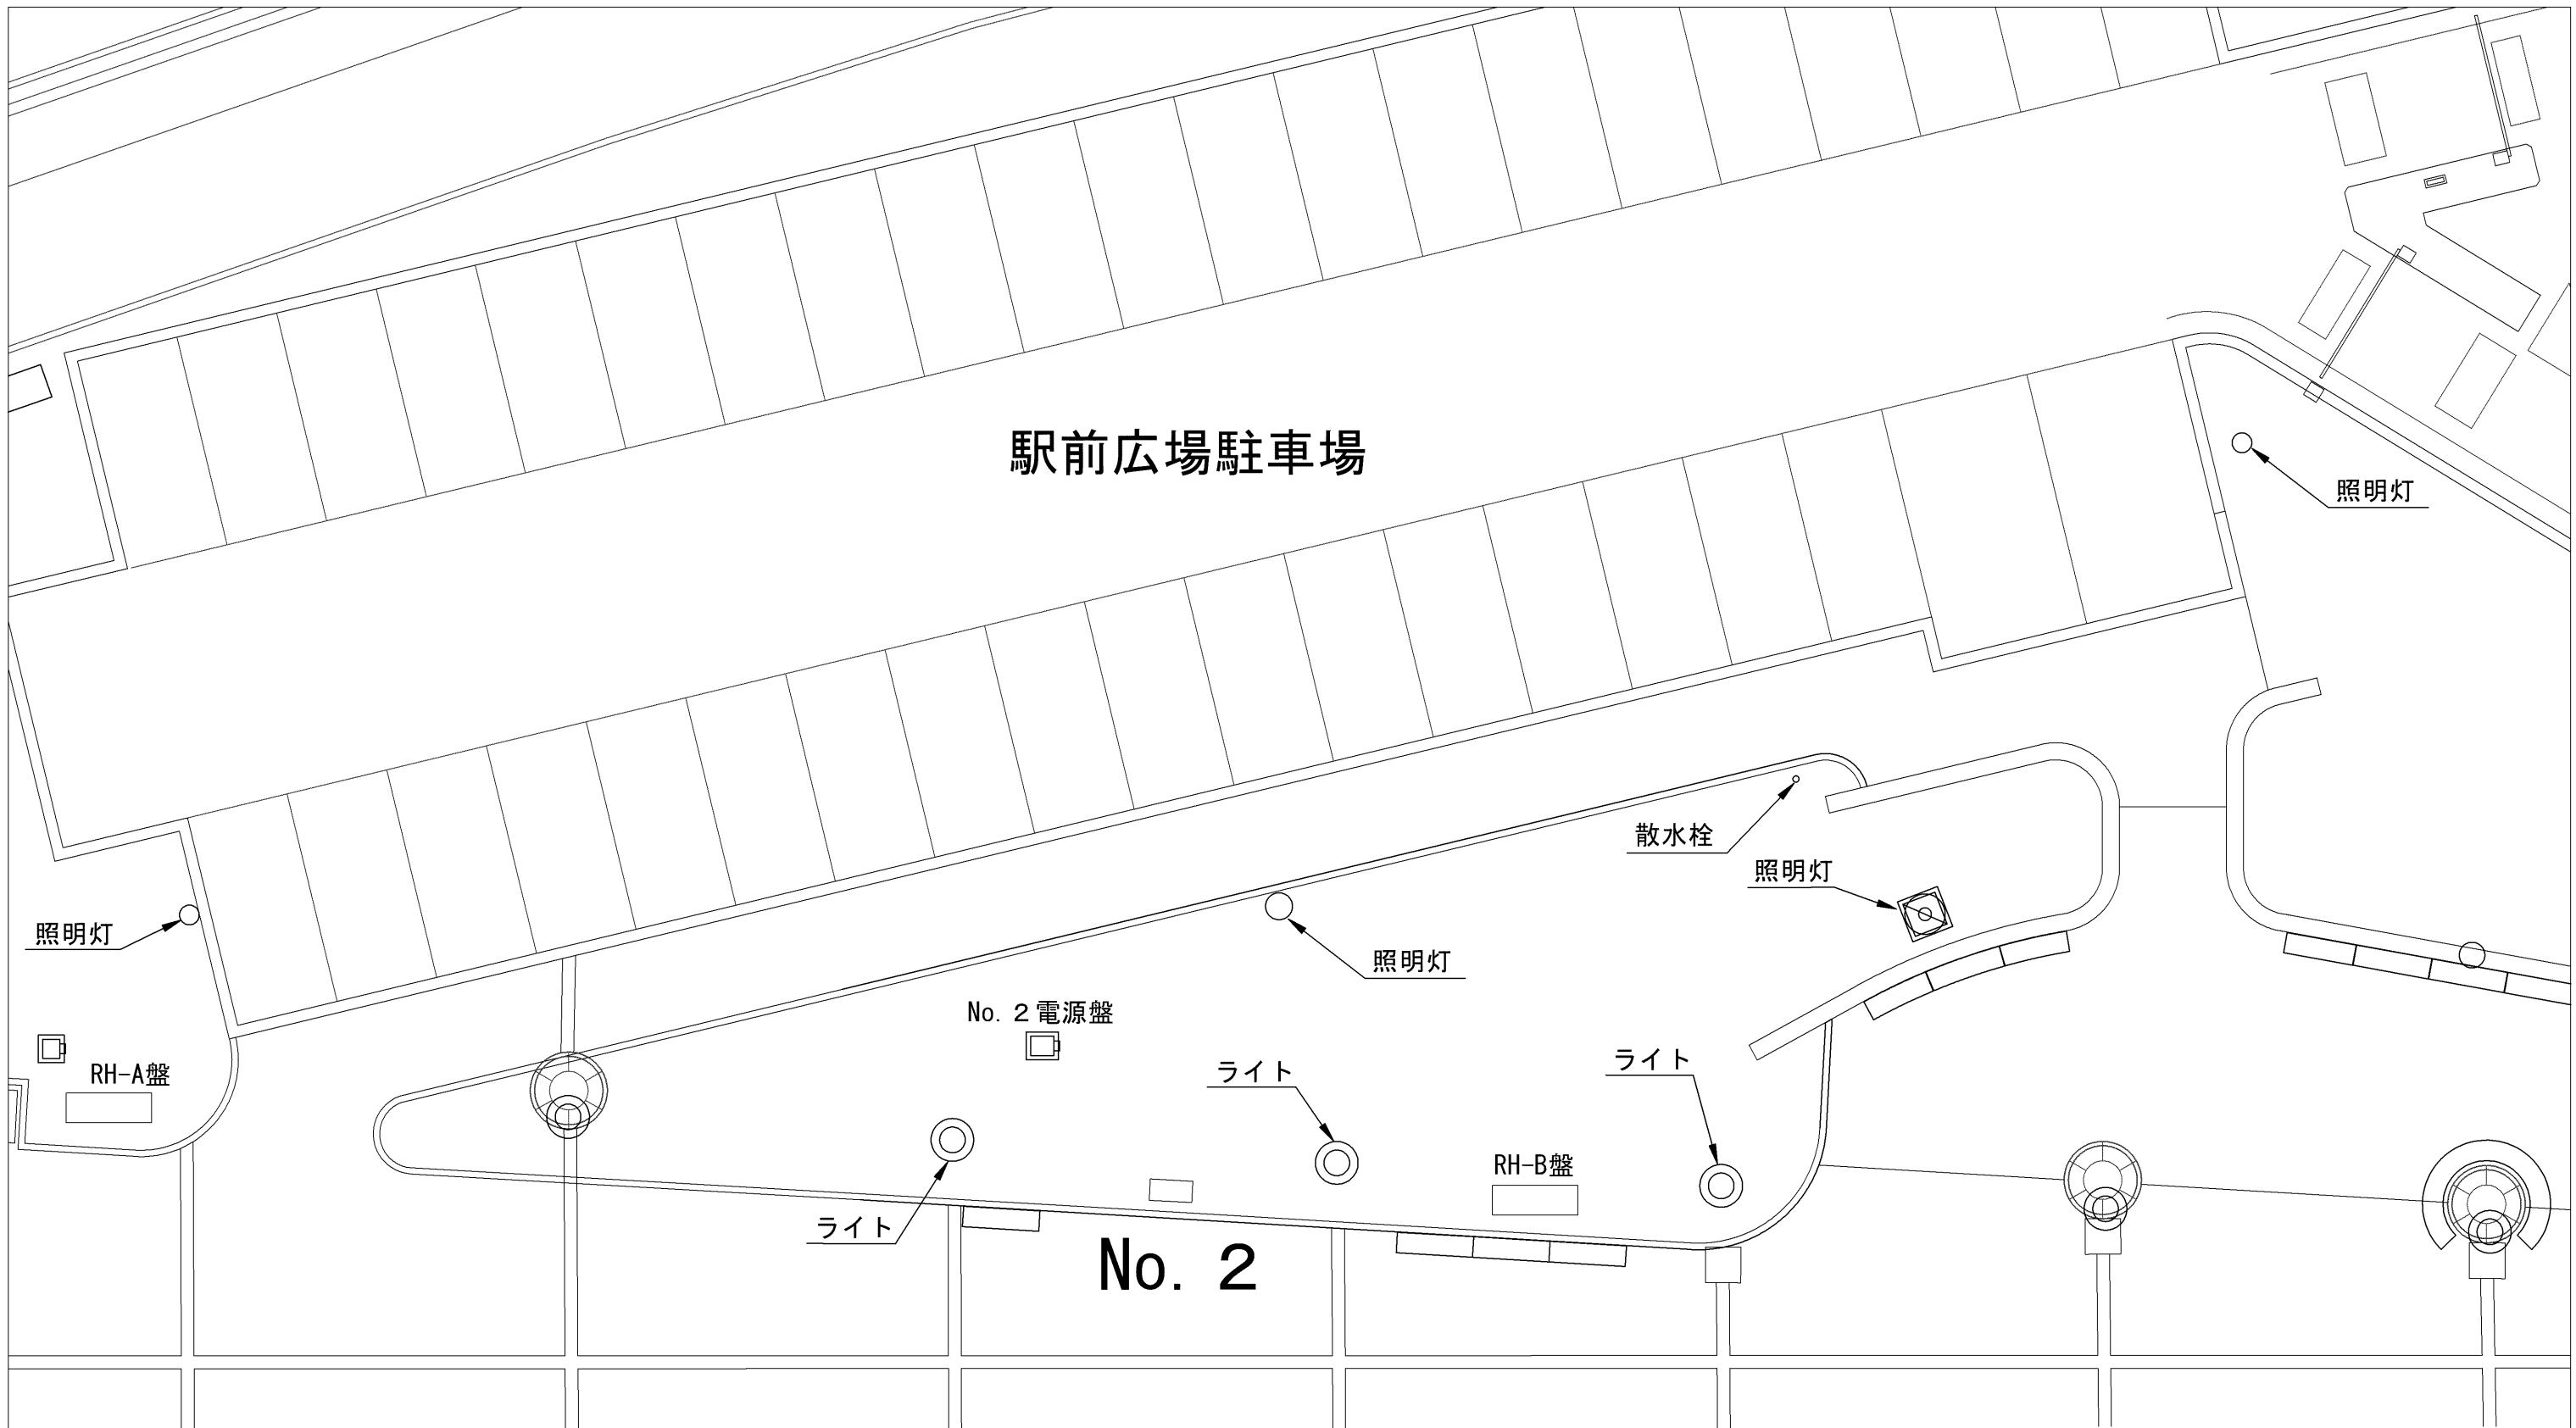 駅前広場駐車場
照明灯
散水栓
照明灯
照明灯
照明灯
No. 2電源盤
ライト
ライト
RH-A盤
RH-B盤
ライト
No. 2